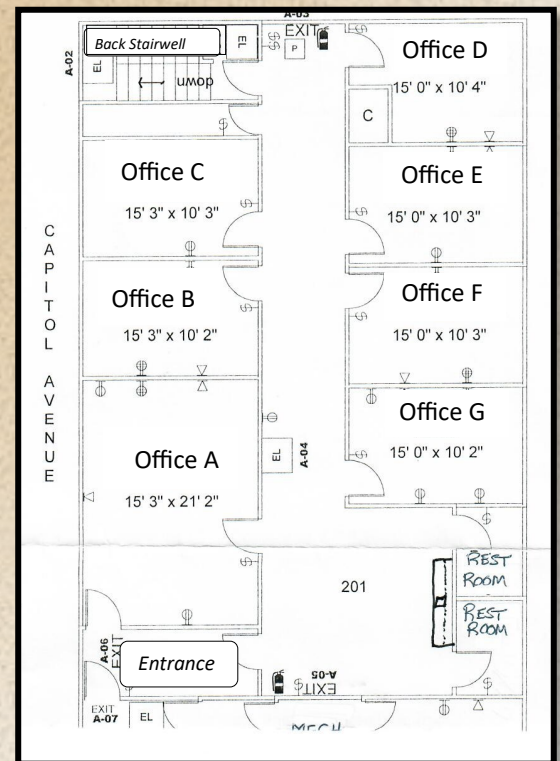 A-03
EXIT
Back Stairwell
EL
P
A-02
EL
down
Office D
15' 0" x 10' 4"
C
Office C
15' 3" x 10' 3"
Office E
15' 0" x 10' 3"
CAPITOL AVENUE
Office B
15' 3" x 10' 2"
Office F
15' 0" x 10' 3"
Office G
15' 0" x 10' 2"
Office A
15' 3" x 21' 2"
EL
A-04
201
REST
ROOM
REST
ROOM
A-06
EXIT
Entrance
A-05
EXIT
EXIT
A-07
EL
MECH